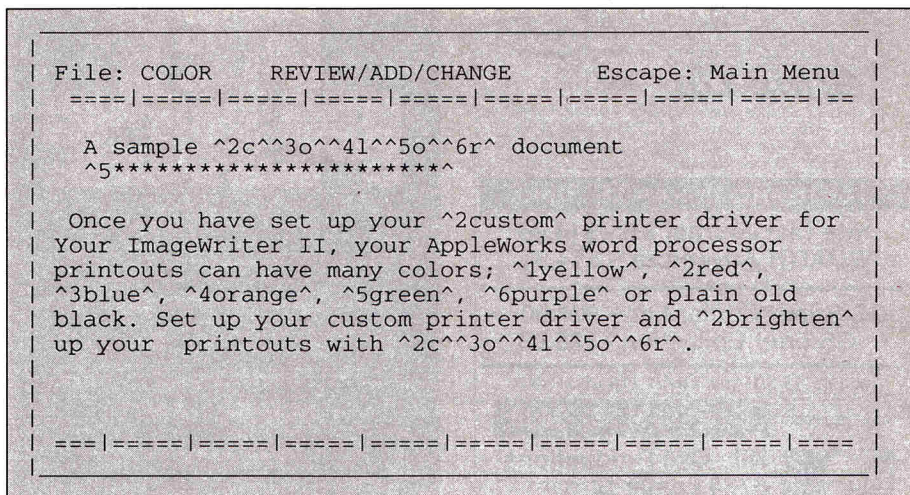 File: COLOR REVIEW/ADD/CHANGE Escape: Main Menu
====|=====|=====|=====|=====|=====|=====|=====|=====|==
A sample ^2c^^3o^^4l^^5o^^6r^ document
^5***********************^
Once you have set up your ^2custom^ printer driver for
Your ImageWriter II, your AppleWorks word processor
printouts can have many colors; ^1yellow^, ^2red^,
^3blue^, ^4orange^, ^5green^, ^6purple^ or plain old
black. Set up your custom printer driver and ^2brighten^
up your printouts with ^2c^^3o^^4l^^5o^^6r^.
===|=====|=====|=====|=====|=====|=====|=====|=====|====